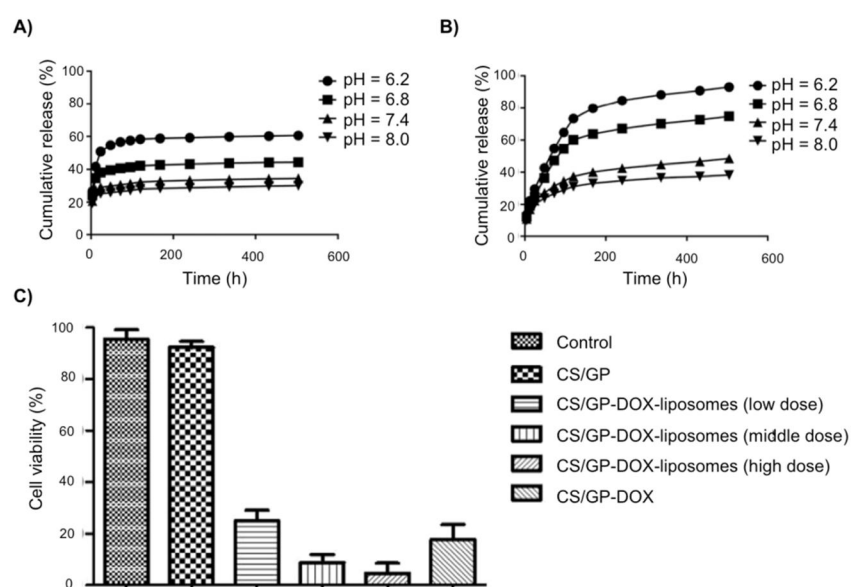 A)
Cumulative release (%)
100
80
60
40
20
0
0
200
400
600
Time (h)
pH = 6.2
pH = 6.8
pH = 7.4
pH = 8.0
B)
Cumulative release (%)
100
80
60
40
20
0
0
200
400
600
Time (h)
pH = 6.2
pH = 6.8
pH = 7.4
pH = 8.0
C)
Cell viability (%)
100
80
60
40
20
0
Control
CS/GP
CS/GP-DOX-liposomes (low dose)
CS/GP-DOX-liposomes (middle dose)
CS/GP-DOX-liposomes (high dose)
CS/GP-DOX